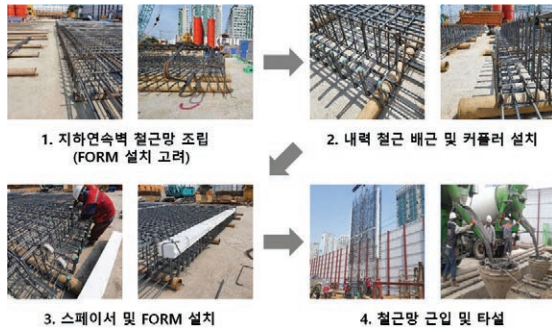 1. 지하연속벽 철근망 조립
(FORM 설치 고려)
2. 내력 철근 배근 및 커플러 설치
3. 스페이서 및 FORM 설치
4. 철근망 근입 및 타설